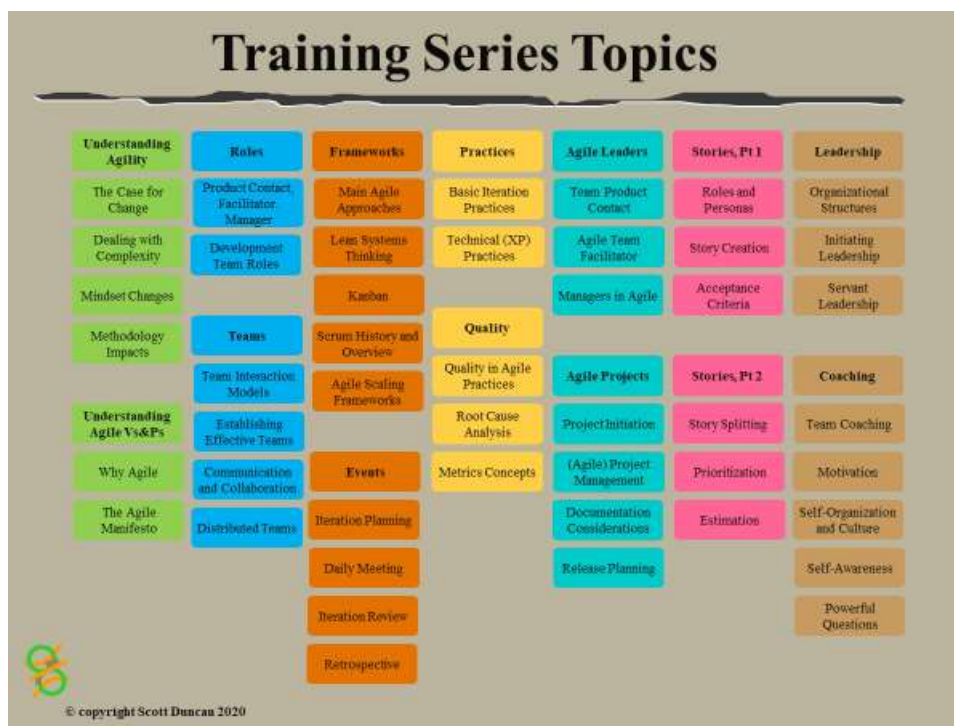 Training Series Topics
Understanding
Agility
The Case for
Change
Dealing with
Complexity
Mindset Changes
Methodology
Impacts
Understanding
Agile Vs&Ps
Why Agile
The Agile
Manifesto
Roles
Product Contact,
Facilitator
Manager
Development
Team Roles
Teams
Team Interaction
Models
Establishing
Effective Teams
Communication
and Collaboration
Distributed Teams
Frameworks
Main Agile
Approaches
Lean Systems
Thinking
Kanban
Scrum History and
Overview
Agile Scaling
Frameworks
Events
Iteration Planning
Daily Meeting
Iteration Review
Retrospective
Practices
Basic Iteration
Practices
Technical (XP)
Practices
Quality
Quality in Agile
Practices
Root Cause
Analysis
Metrics Concepts
Agile Leaders
Team Product
Contact
Agile Team
Facilitator
Managers in Agile
Agile Projects
Project Initiation
(Agile) Project
Management
Documentation
Considerations
Release Planning
Stories, Pt 1
Roles and
Personas
Story Creation
Acceptance
Criteria
Stories, Pt 2
Story Splitting
Prioritization
Estimation
Leadership
Organizational
Structures
Initiating
Leadership
Servant
Leadership
Coaching
Team Coaching
Motivation
Self-Organization
and Culture
Self-Awareness
Powerful
Questions
© copyright Scott Duncan 2020